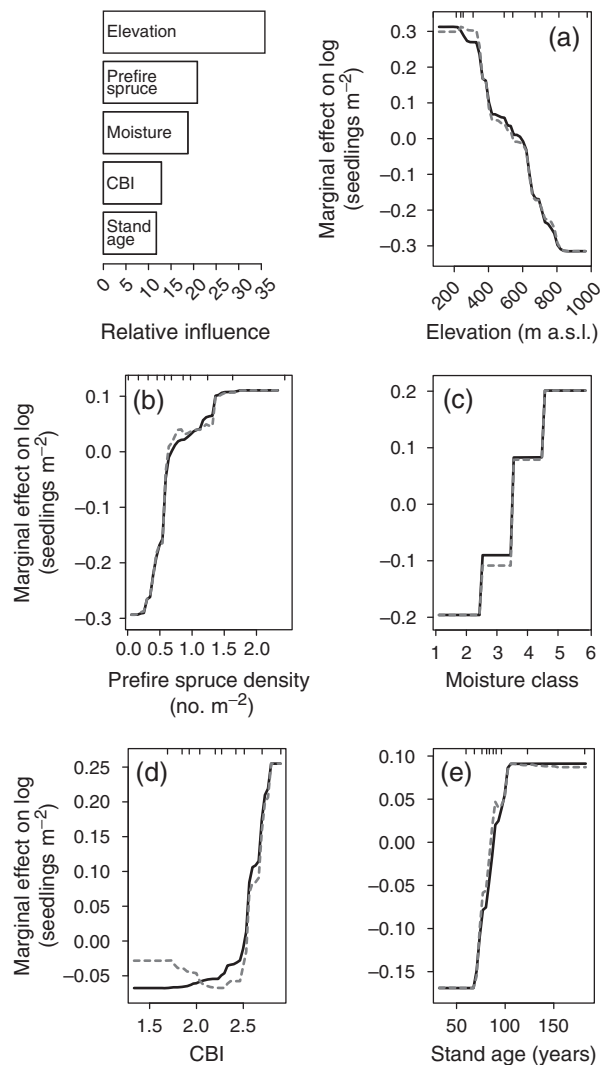 Elevation
Prefire
spruce
Moisture
CBI
Stand
age
0 5 10 15 20 25 30 35
Relative influence
(a)
Marginal effect on log
(seedlings m−2)
0.3
0.2
0.1
0.0
−0.1
−0.2
−0.3
200 400 600 800 1000
Elevation (m a.s.l.)
(b)
Marginal effect on log
(seedlings m−2)
0.1
0.0
−0.1
−0.2
−0.3
0.0 0.5 1.0 1.5 2.0
Prefire spruce density
(no. m−2)
(c)
0.2
0.1
0.0
−0.1
−0.2
1 2 3 4 5 6
Moisture class
(d)
Marginal effect on log
(seedlings m−2)
0.25
0.20
0.15
0.10
0.05
0.00
−0.05
1.5 2.0 2.5
CBI
(e)
0.10
0.05
0.00
−0.05
−0.10
−0.15
50 100 150
Stand age (years)